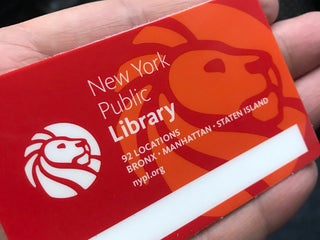 New York
Public
Library
92 LOCATIONS
BRONX • MANHATTAN • STATEN ISLAND
nypl.org